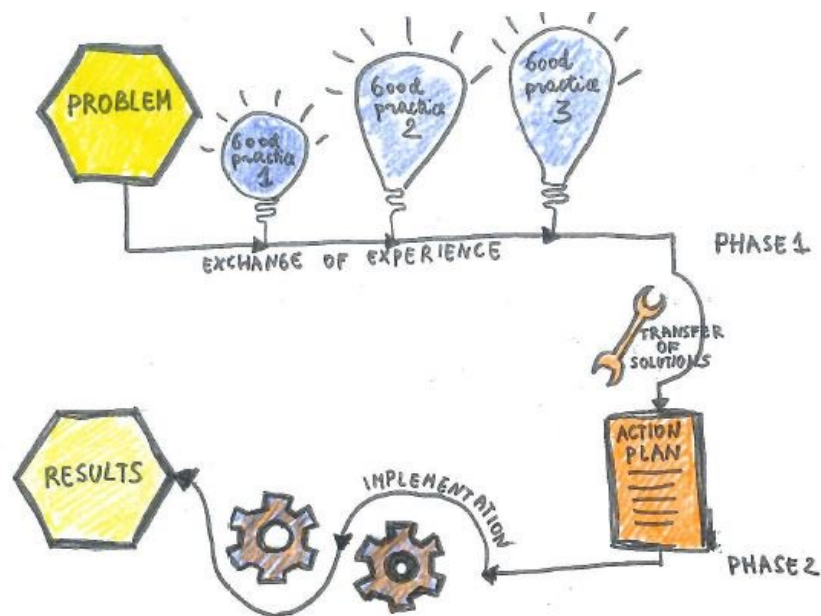 PROBLEM
Good
practice
1
Good
practice
2
Good
practice
3
EXCHANGE OF EXPERIENCE
PHASE 1
TRANSFER
OF
SOLUTIONS
ACTION
PLAN
RESULTS
IMPLEMENTATION
PHASE 2